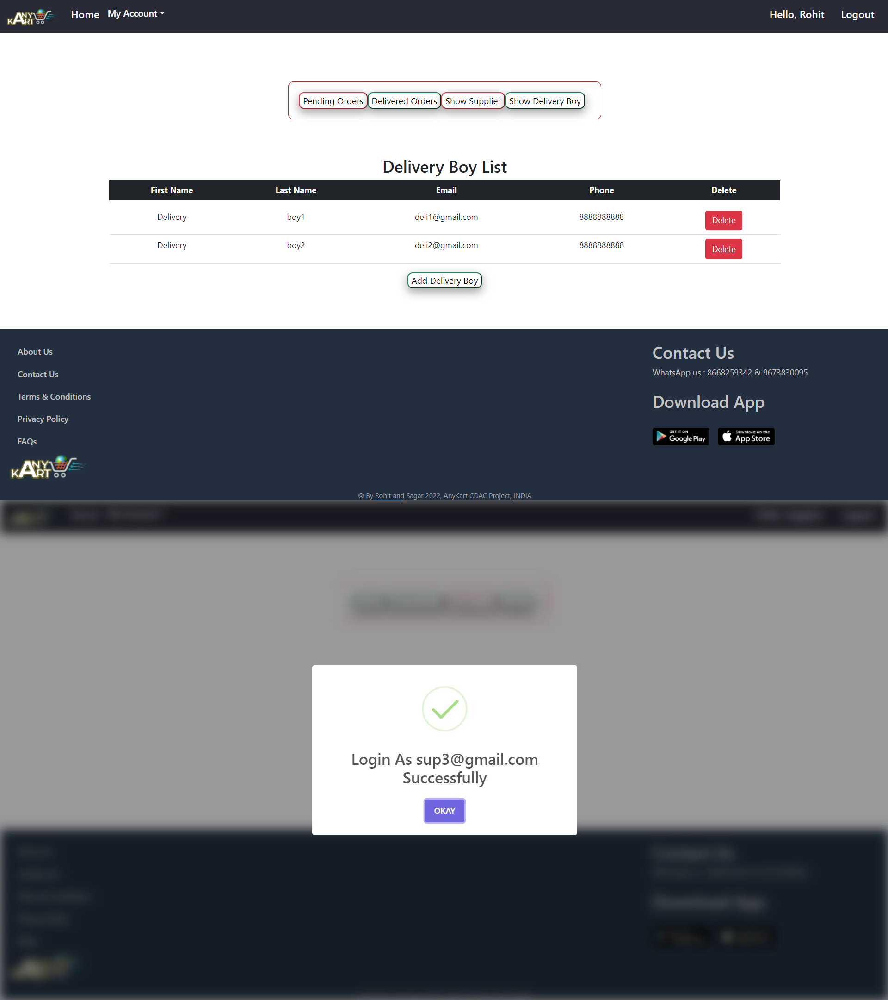 ANY KART Home My Account Hello, Rohit Logout
Pending Orders Delivered Orders Show Supplier Show Delivery Boy
Delivery Boy List
First Name Last Name Email Phone Delete
Delivery boy1 deli1@gmail.com 8888888888 Delete
Delivery boy2 deli2@gmail.com 8888888888 Delete
Add Delivery Boy
About Us
Contact Us
Terms & Conditions
Privacy Policy
FAQs
ANY
KART
Contact Us
WhatsApp us : 8668259342 & 9673830095
Download App
GET IT ON
Google Play
Download on the
App Store
© By Rohit and Sagar 2022, AnyKart CDAC Project, INDIA
Login As sup3@gmail.com
Successfully
OKAY